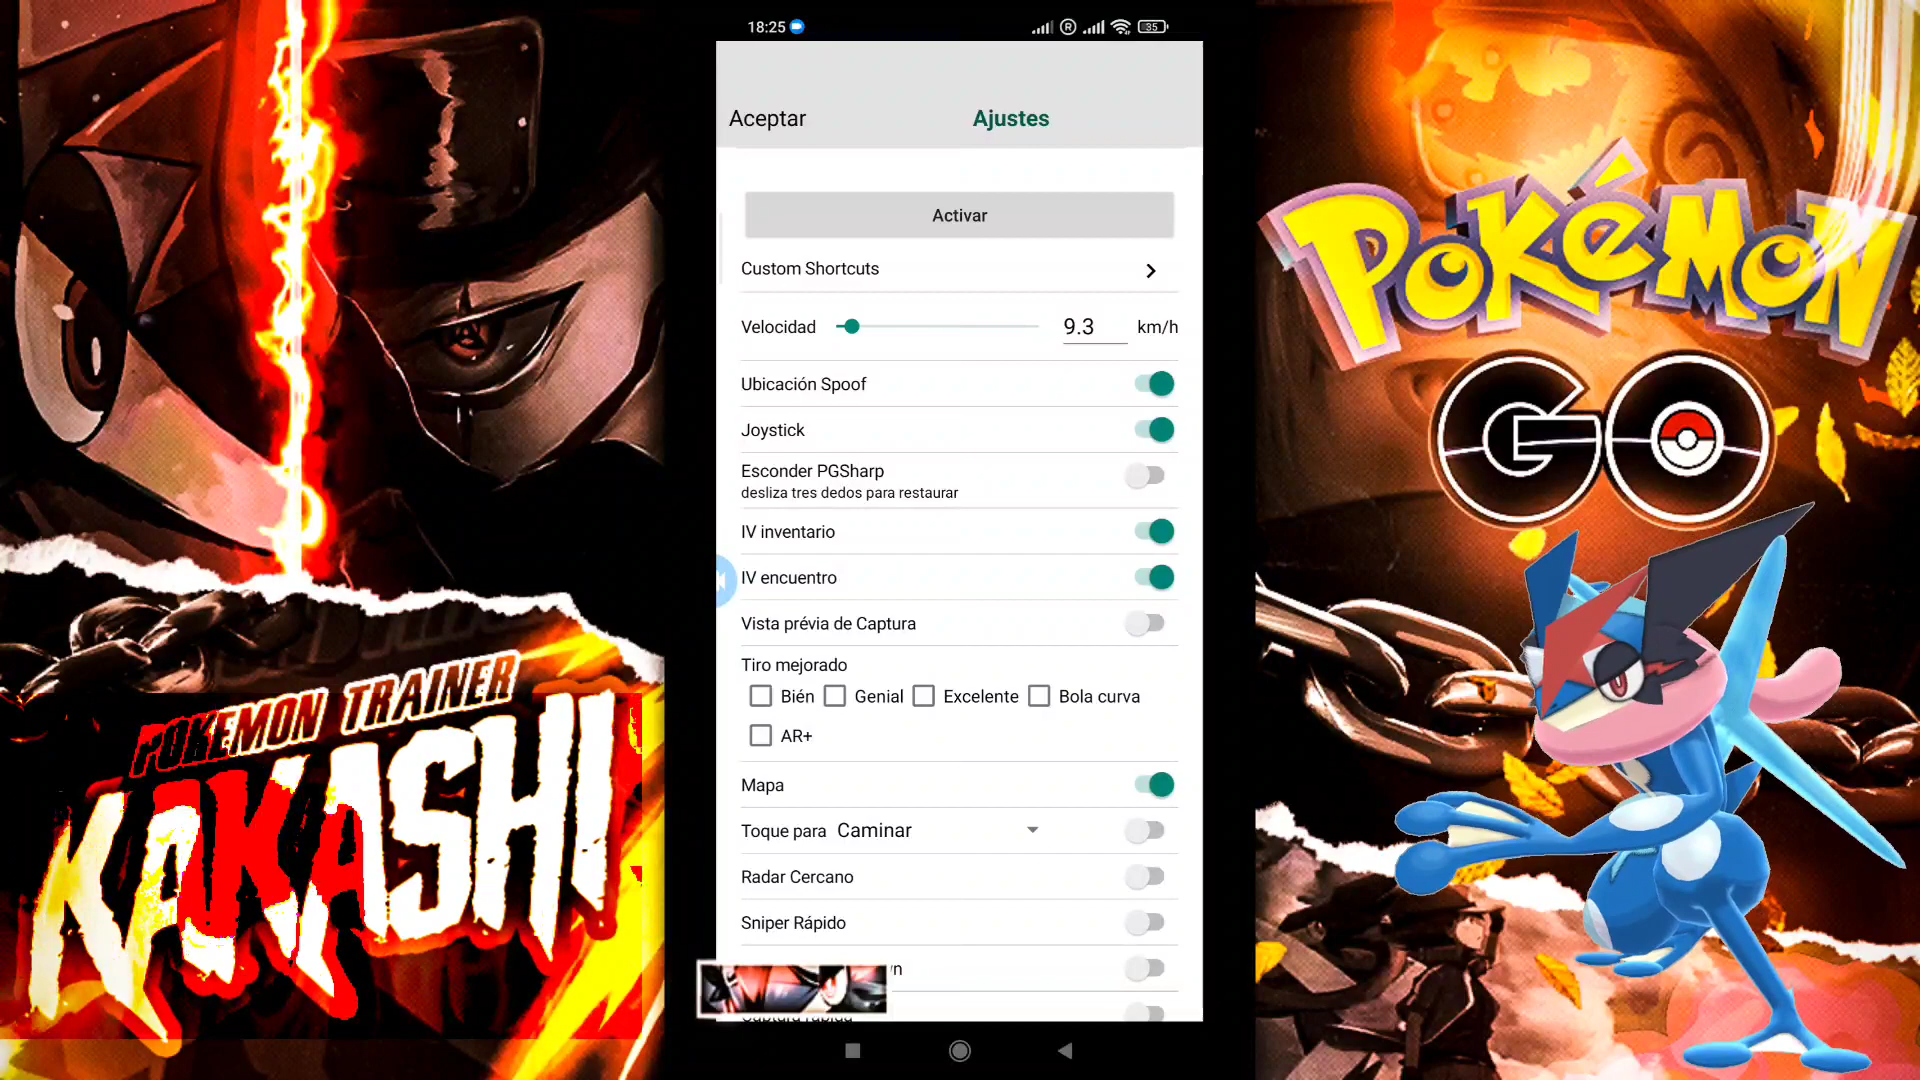 18:25
R
35
Aceptar
Ajustes
Activar
Custom Shortcuts
Velocidad
9.3
km/h
Ubicación Spoof
Joystick
Esconder PGSharp
desliza tres dedos para restaurar
IV inventario
IV encuentro
Vista prévia de Captura
Tiro mejorado
Bién
Genial
Excelente
Bola curva
AR+
Mapa
Toque para
Caminar
Radar Cercano
Sniper Rápido
POKEMON TRAINER
KAKASHI
POKéMON
GO